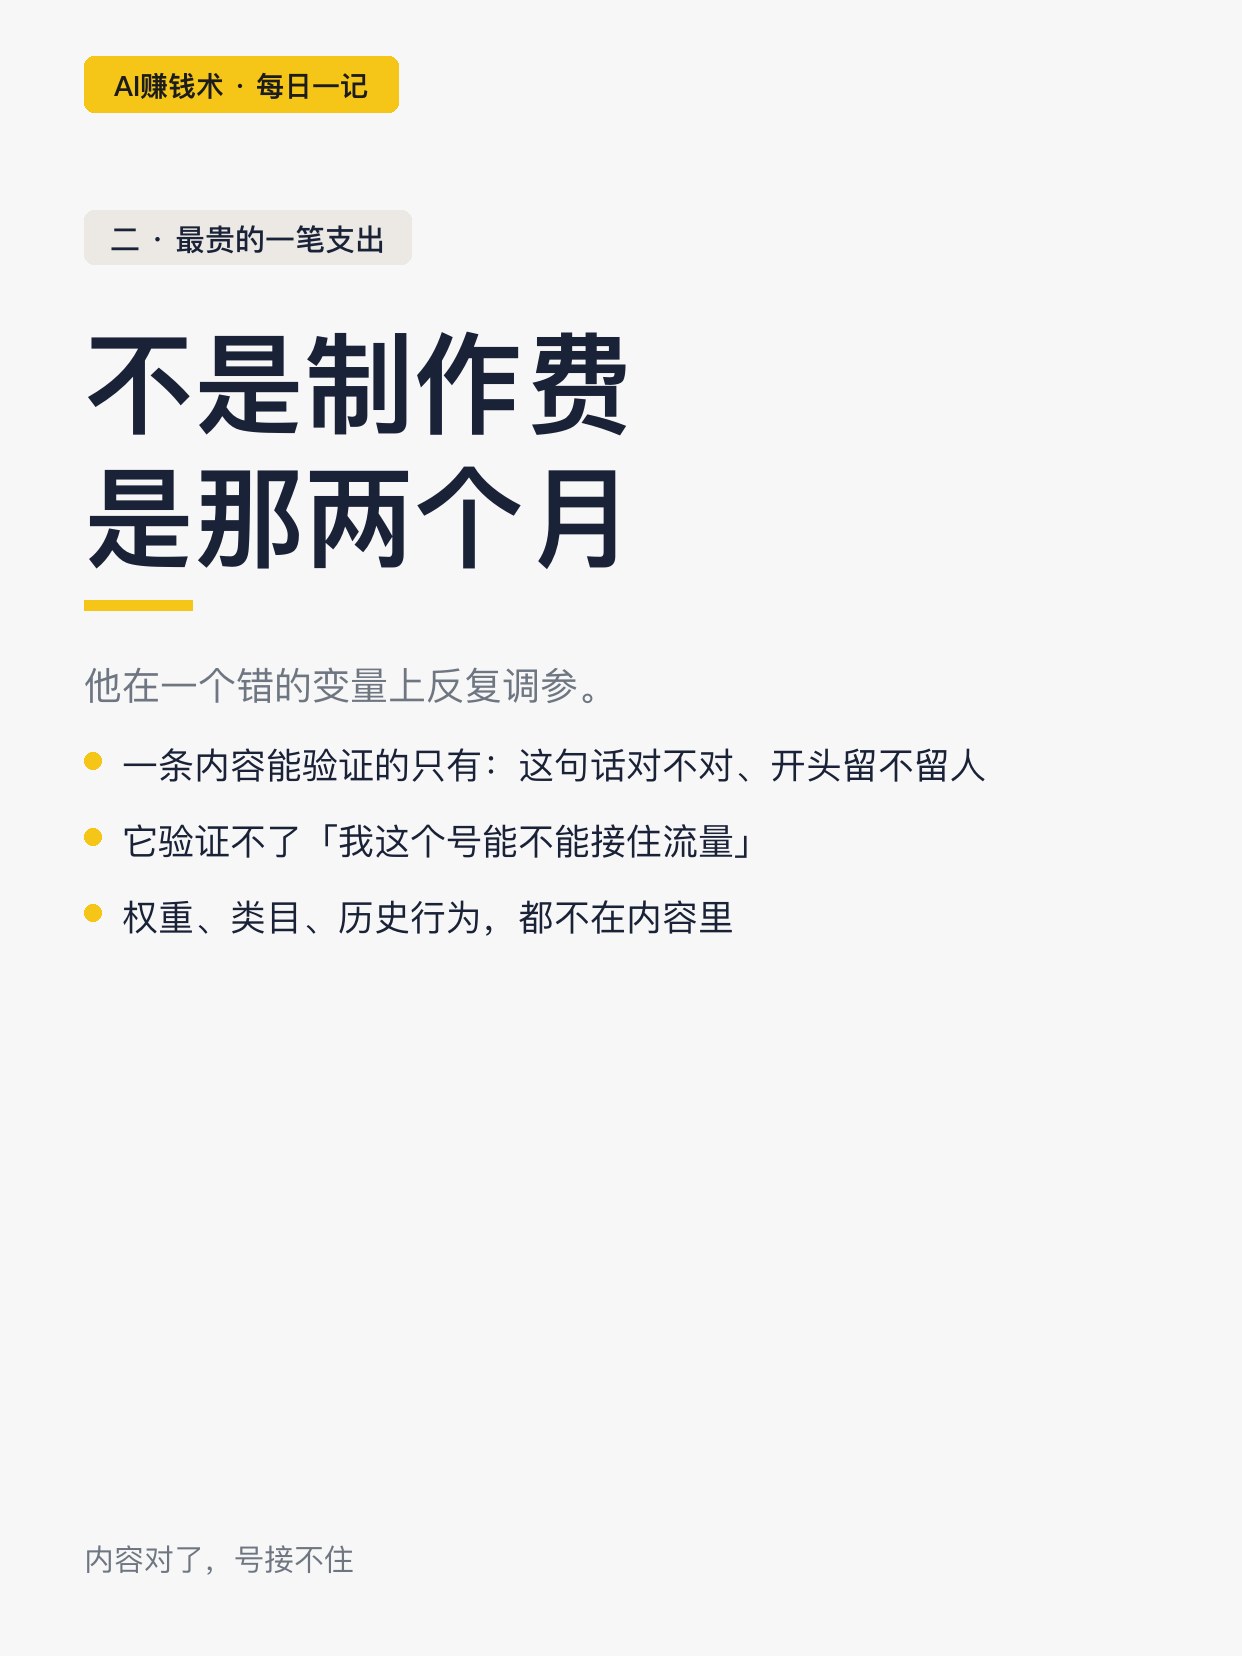 AI赚钱术 · 每日一记
二 · 最贵的一笔支出
不是制作费
是那两个月
他在一个错的变量上反复调参。
一条内容能验证的只有：这句话对不对、开头留不留人
它验证不了「我这个号能不能接住流量」
权重、类目、历史行为，都不在内容里
内容对了，号接不住